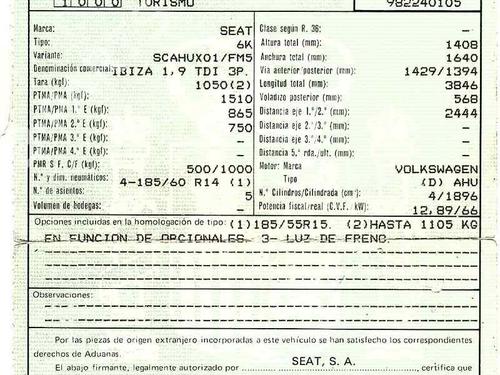 1000 TURISMO 982240105
Marca: SEAT
Tipo: 6K
Variante: SCAHUX01/FM5
Denominación comercial: IBIZA 1,9 TDI 3P.
Tara (kgf): 1050(2)
PTMA/PMA (kgf): 1510
PTMA/PMA 1.º E (kgf): 865
PTMA/PMA 2.º E (kgf): 750
PTMA/PMA 3.º E (kgf): —
PTMA/PMA 4.º E (kgf): —
PMR S F. C/F (kgf): 500/1000
N.º y dim. neumáticos: 4-185/60 R14 (1)
N.º de asientos: 5
Volumen de bodegas: —
Clase según R. 36: —
Altura total (mm): 1408
Anchura total (mm): 1640
Vía anterior/posterior (mm): 1429/1394
Longitud total (mm): 3846
Voladizo posterior (mm): 568
Distancia eje 1.º/2.º (mm): 2444
Distancia eje 2.º/3.º (mm): —
Distancia eje 3.º/4.º (mm): —
Distancia 5.ª rda./últ. (mm): —
Motor: Marca VOLKSWAGEN
Tipo (D) AHU
N.º Cilindros/Cilindrada (cm³): 4/1896
Potencia fiscal/real (C.V.F. / kW): 12,89/66
Opciones incluidas en la homologación de tipo: (1)185/55R15. (2)HASTA 1105 KG
EN FUNCION DE OPCIONALES. 3- LUZ DE FRENO.
Observaciones:
Por las piezas de origen extranjero incorporadas a este vehículo se han satisfecho los correspondientes
derechos de Aduanas.
SEAT, S. A.
El abajo firmante, legalmente autorizado por , certifica que